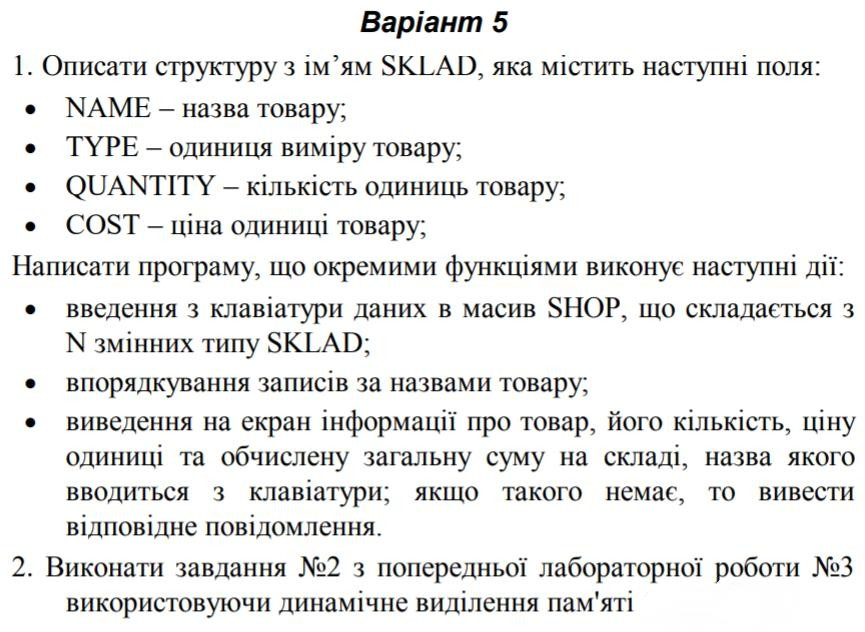 Варіант 5
1. Описати структуру з ім’ям SKLAD, яка містить наступні поля:
• NAME – назва товару;
• TYPE – одиниця виміру товару;
• QUANTITY – кількість одиниць товару;
• COST – ціна одиниці товару;
Написати програму, що окремими функціями виконує наступні дії:
• введення з клавіатури даних в масив SHOP, що складається з
N змінних типу SKLAD;
• впорядкування записів за назвами товару;
• виведення на екран інформації про товар, його кількість, ціну
одиниці та обчислену загальну суму на складі, назва якого
вводиться з клавіатури; якщо такого немає, то вивести
відповідне повідомлення.
2. Виконати завдання №2 з попередньої лабораторної роботи №3
використовуючи динамічне виділення пам'яті